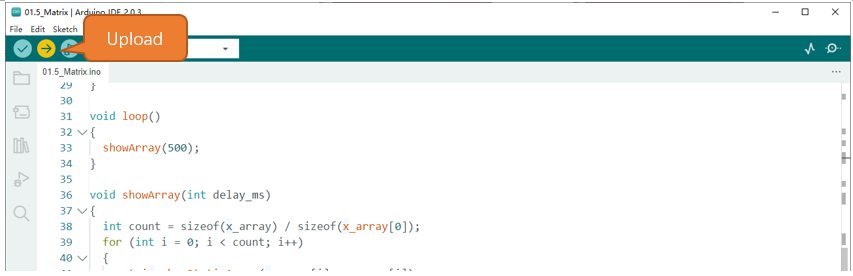 01.5_Matrix | Arduino IDE 2.0.3
File Edit Sketch
Upload
01.5_Matrix.ino
29 }
30
31 void loop()
32 {
33 showArray(500);
34 }
35
36 void showArray(int delay_ms)
37 {
38 int count = sizeof(x_array) / sizeof(x_array[0]);
39 for (int i = 0; i < count; i++)
40 {